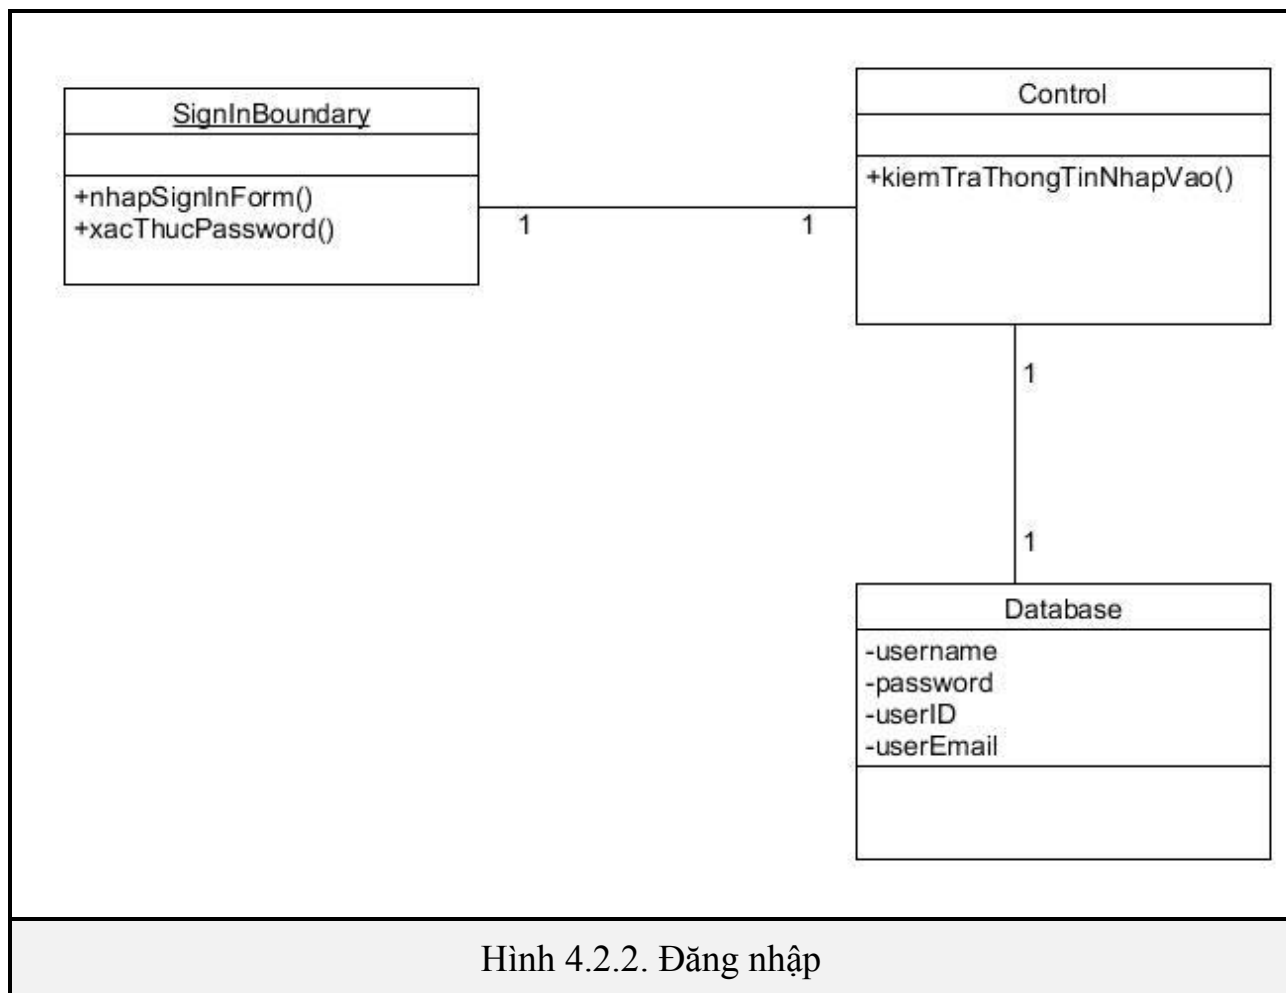 SignInBoundary
+nhapSignInForm()
+xacThucPassword()
1
1
Control
+kiemTraThongTinNhapVao()
1
1
Database
-username
-password
-userID
-userEmail
Hình 4.2.2. Đăng nhập